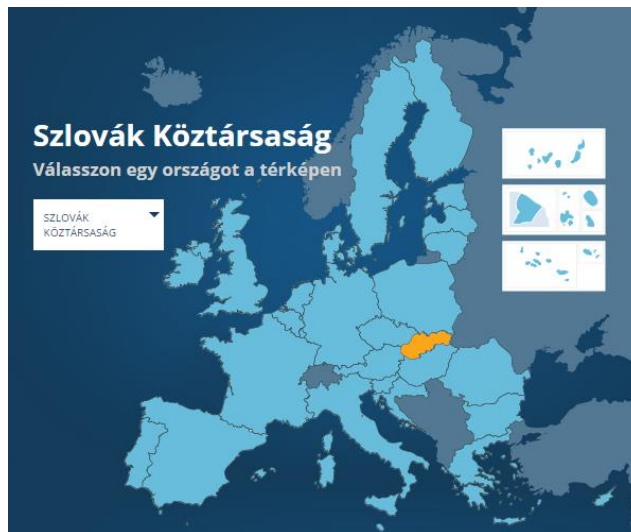 Szlovák Köztársaság
Válasszon egy országot a térképen
SZLOVÁK
KÖZTÁRSASÁG